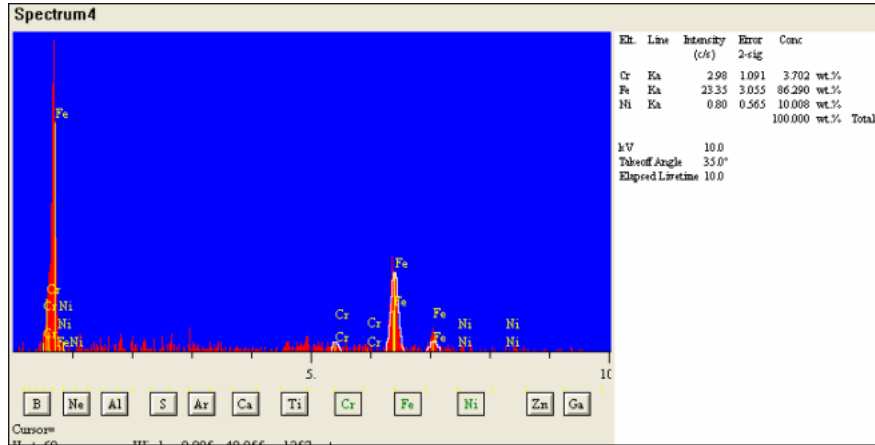 Spectrum4
Elt. Line Intensity Error Conc
(c/s) 2-sig
Cr Ka 2.98 1.091 3.702 wt.%
Fe Ka 23.35 3.055 86.290 wt.%
Ni Ka 0.80 0.565 10.008 wt.%
100.000 wt.% Total
kV 10.0
Takeoff Angle 35.0°
Elapsed Livetime 10.0
Fe
Cr
Cr Ni
Ni
Cr
Fe Ni
Fe
Fe
Cr Cr Fe Ni Ni
Cr Cr Fe Ni Ni
5. 10
B Ne Al S Ar Ca Ti Cr Fe Ni Zn Ga
Cursor=